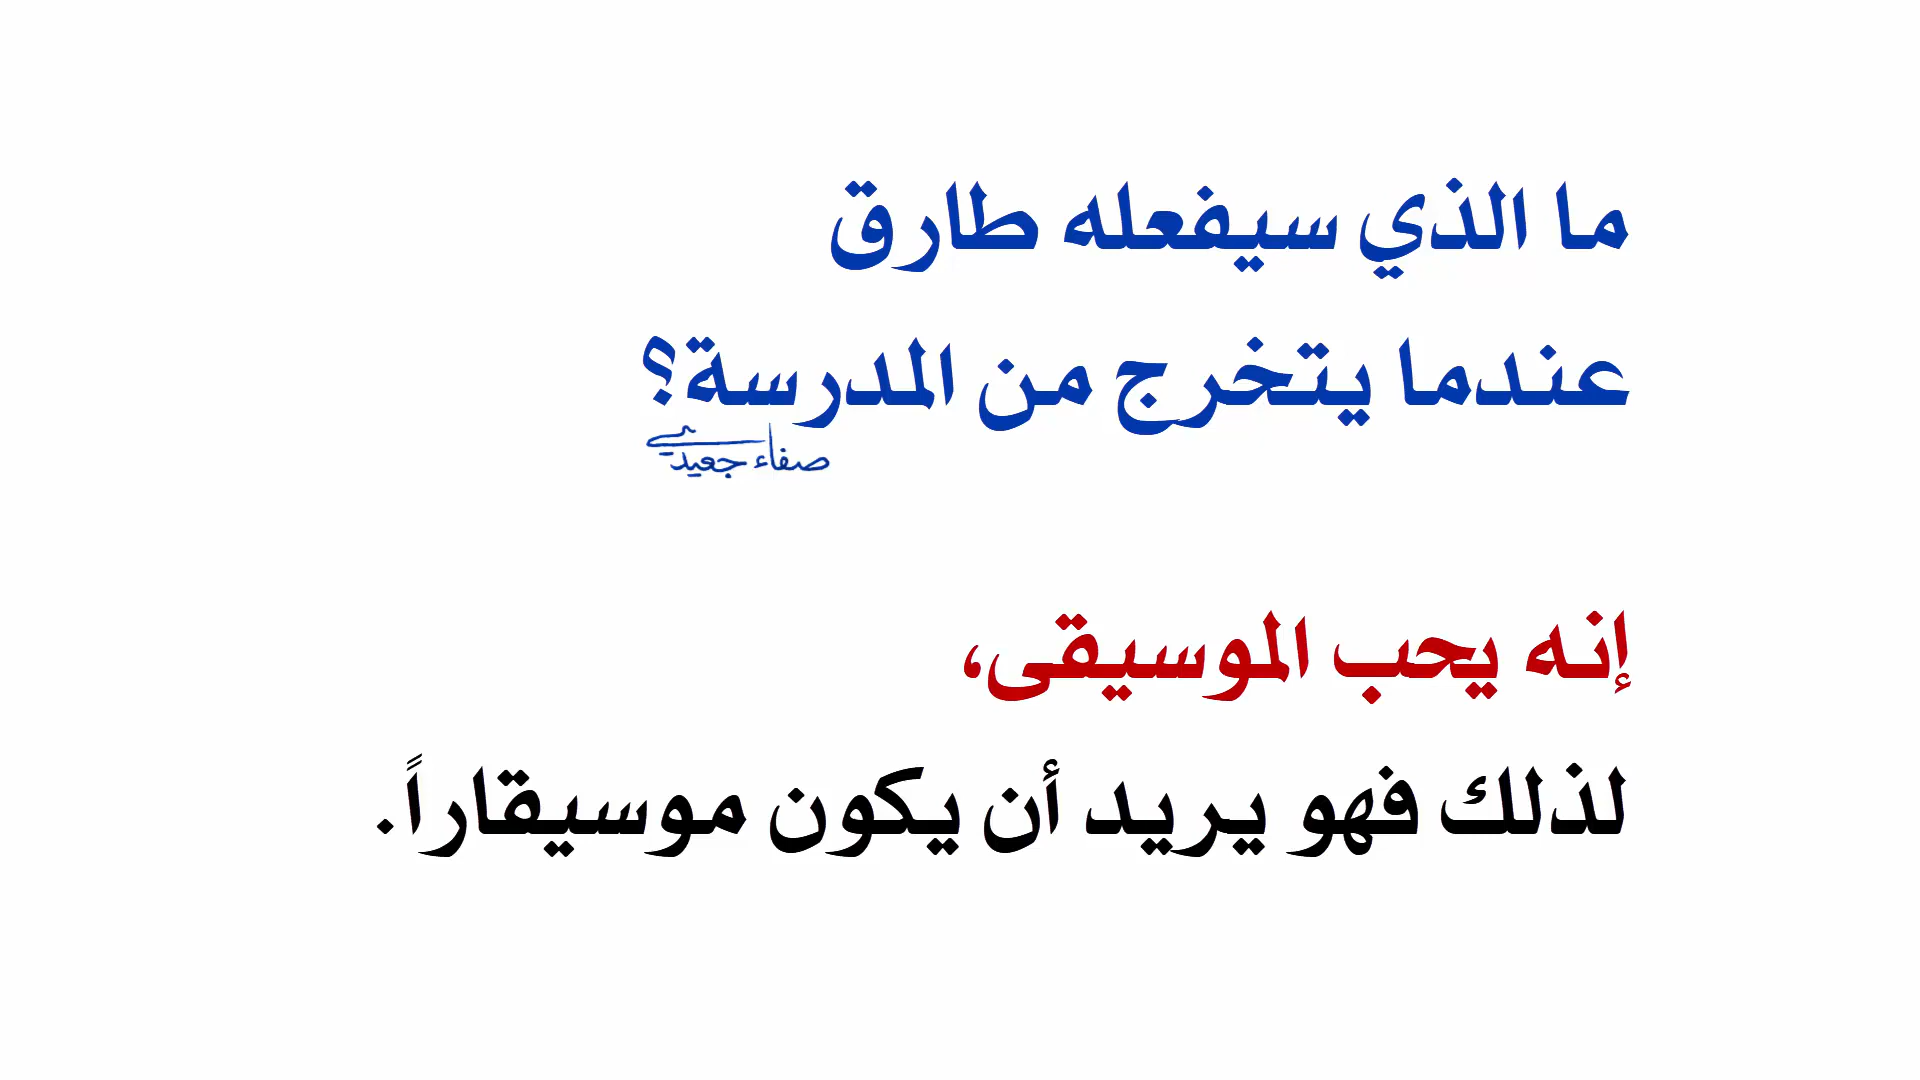 ما الذي سيفعله طارق
عندما يتخرج من المدرسة؟
صفاء جعيدي
إنه يحب الموسيقى،
لذلك فهو يريد أن يكون موسيقاراً.